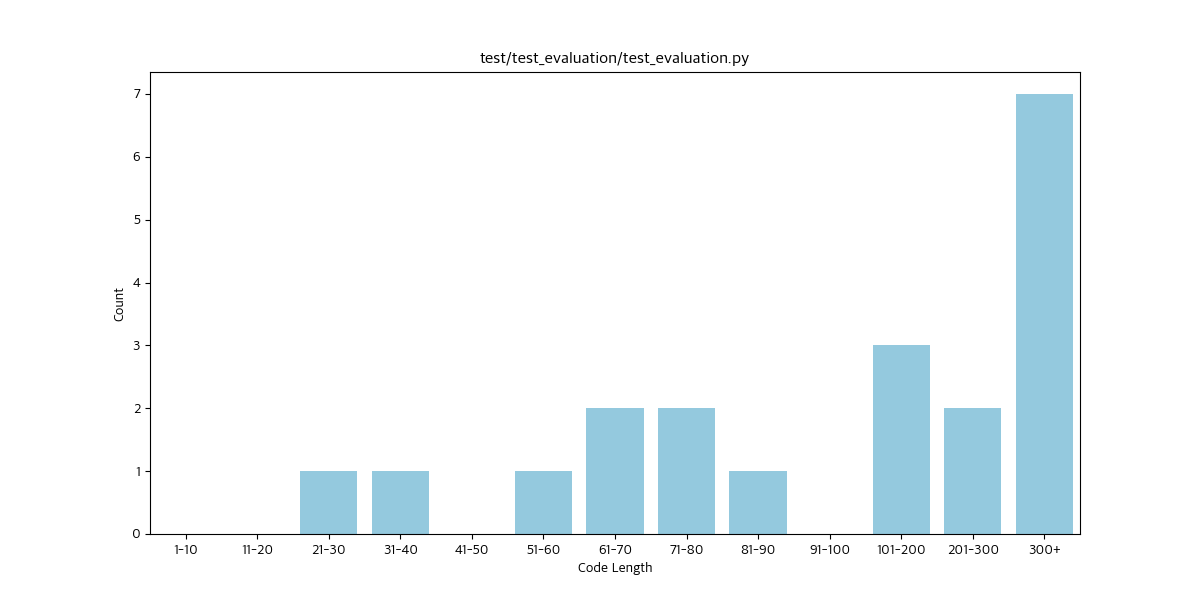 test/test_evaluation/test_evaluation.py
Count
7
6
5
4
3
2
1
0
1-10 11-20 21-30 31-40 41-50 51-60 61-70 71-80 81-90 91-100 101-200 201-300 300+
Code Length